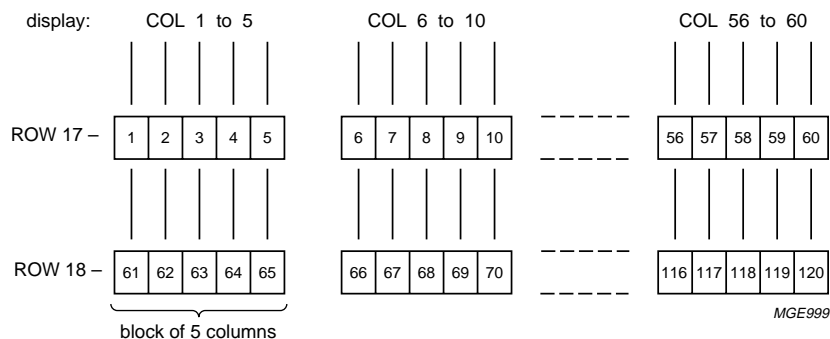 display: COL 1 to 5 COL 6 to 10 COL 56 to 60
ROW 17 – 1 2 3 4 5 6 7 8 9 10 56 57 58 59 60
ROW 18 – 61 62 63 64 65 66 67 68 69 70 116 117 118 119 120
MGE999
block of 5 columns